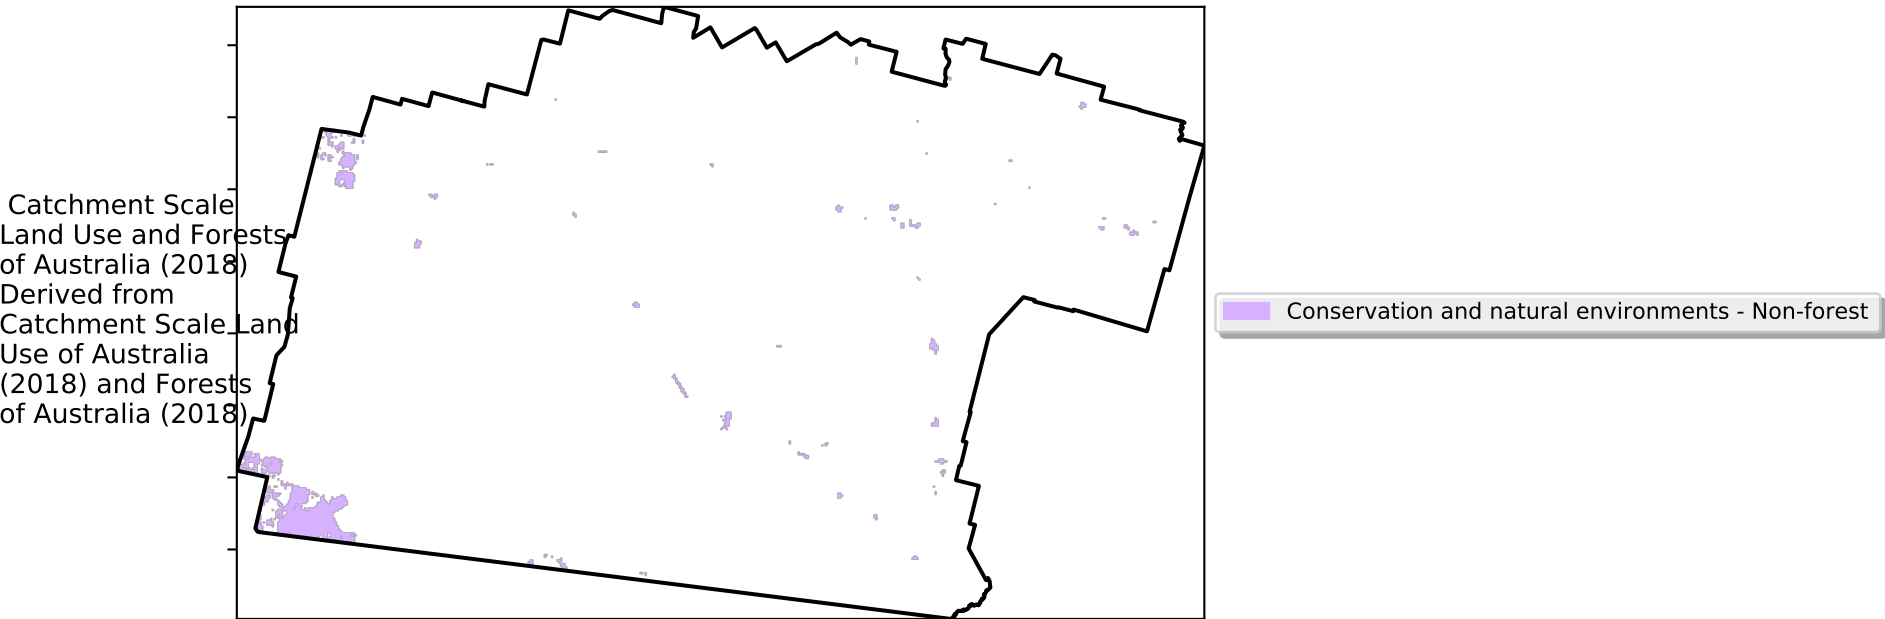 Catchment Scale
Land Use and Forests
of Australia (2018)
Derived from
Catchment Scale Land
Use of Australia
(2018) and Forests
of Australia (2018)
Conservation and natural environments - Non-forest